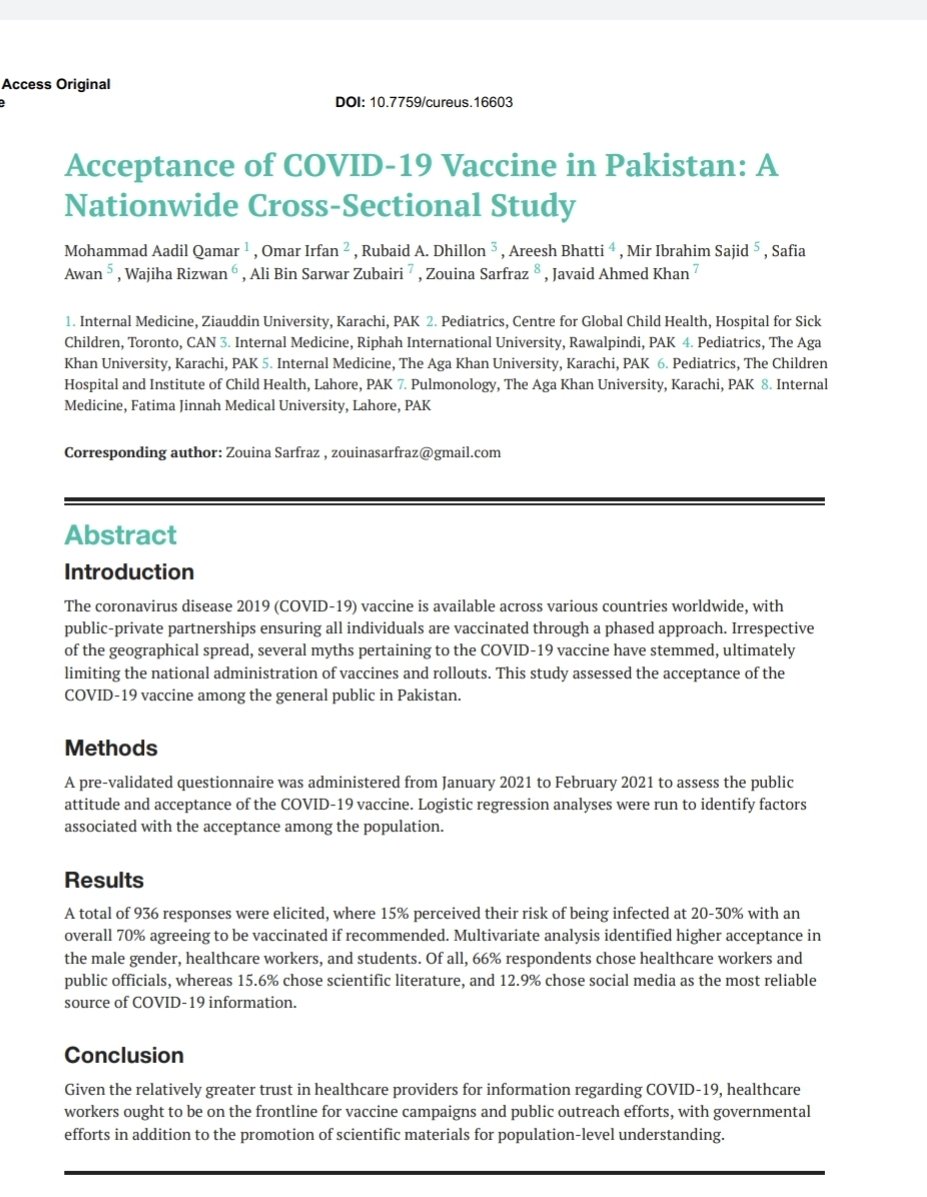 Access Original
e
DOI: 10.7759/cureus.16603
Acceptance of COVID-19 Vaccine in Pakistan: A
Nationwide Cross-Sectional Study
Mohammad Aadil Qamar 1 , Omar Irfan 2 , Rubaid A. Dhillon 3 , Areesh Bhatti 4 , Mir Ibrahim Sajid 5 , Safia
Awan 5 , Wajiha Rizwan 6 , Ali Bin Sarwar Zubairi 7 , Zouina Sarfraz 8 , Javaid Ahmed Khan 7
1. Internal Medicine, Ziauddin University, Karachi, PAK 2. Pediatrics, Centre for Global Child Health, Hospital for Sick
Children, Toronto, CAN 3. Internal Medicine, Riphah International University, Rawalpindi, PAK 4. Pediatrics, The Aga
Khan University, Karachi, PAK 5. Internal Medicine, The Aga Khan University, Karachi, PAK 6. Pediatrics, The Children
Hospital and Institute of Child Health, Lahore, PAK 7. Pulmonology, The Aga Khan University, Karachi, PAK 8. Internal
Medicine, Fatima Jinnah Medical University, Lahore, PAK
Corresponding author: Zouina Sarfraz , zouinasarfraz@gmail.com
Abstract
Introduction
The coronavirus disease 2019 (COVID-19) vaccine is available across various countries worldwide, with
public-private partnerships ensuring all individuals are vaccinated through a phased approach. Irrespective
of the geographical spread, several myths pertaining to the COVID-19 vaccine have stemmed, ultimately
limiting the national administration of vaccines and rollouts. This study assessed the acceptance of the
COVID-19 vaccine among the general public in Pakistan.
Methods
A pre-validated questionnaire was administered from January 2021 to February 2021 to assess the public
attitude and acceptance of the COVID-19 vaccine. Logistic regression analyses were run to identify factors
associated with the acceptance among the population.
Results
A total of 936 responses were elicited, where 15% perceived their risk of being infected at 20-30% with an
overall 70% agreeing to be vaccinated if recommended. Multivariate analysis identified higher acceptance in
the male gender, healthcare workers, and students. Of all, 66% respondents chose healthcare workers and
public officials, whereas 15.6% chose scientific literature, and 12.9% chose social media as the most reliable
source of COVID-19 information.
Conclusion
Given the relatively greater trust in healthcare providers for information regarding COVID-19, healthcare
workers ought to be on the frontline for vaccine campaigns and public outreach efforts, with governmental
efforts in addition to the promotion of scientific materials for population-level understanding.